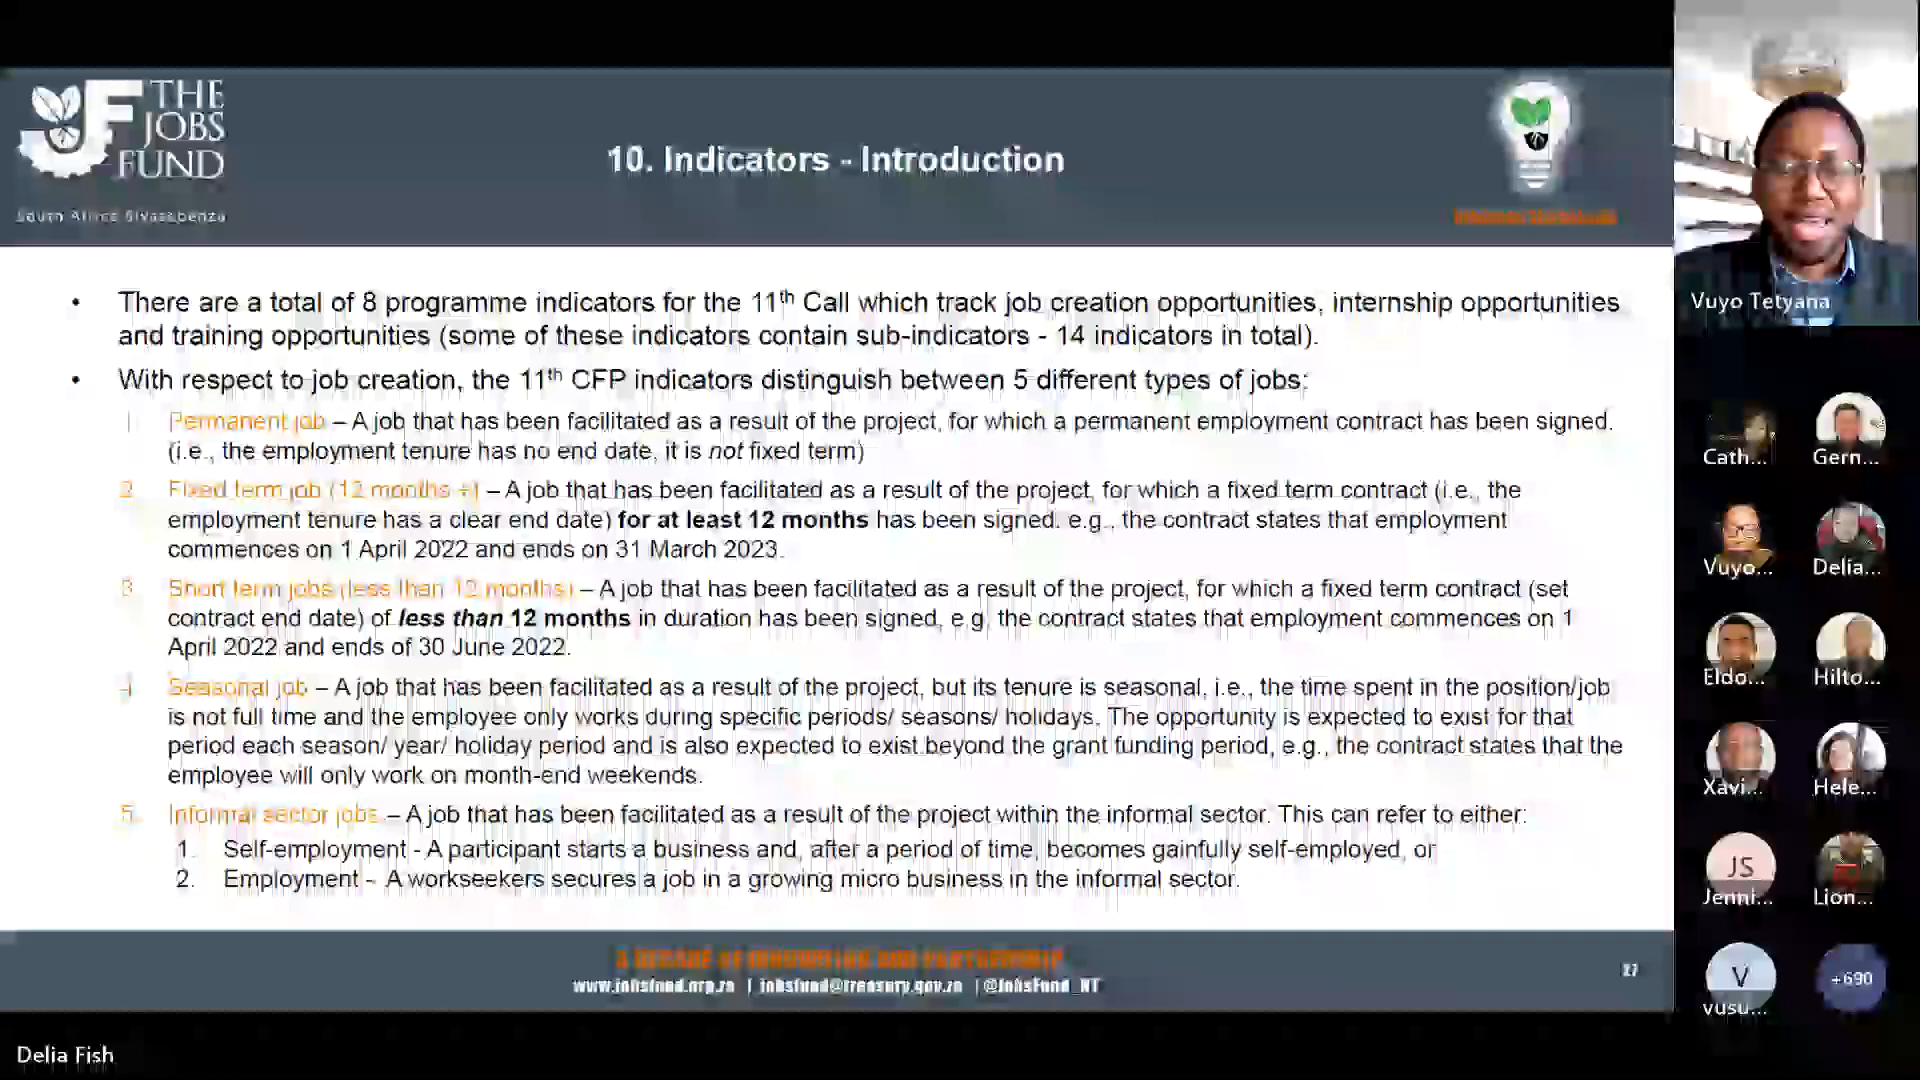 THE
JOBS
FUND
South Africa Siyasebenza
10. Indicators - Introduction
• There are a total of 8 programme indicators for the 11th Call which track job creation opportunities, internship opportunities
and training opportunities (some of these indicators contain sub-indicators - 14 indicators in total).
• With respect to job creation, the 11th CFP indicators distinguish between 5 different types of jobs:
1. Permanent job – A job that has been facilitated as a result of the project, for which a permanent employment contract has been signed.
(i.e., the employment tenure has no end date, it is not fixed term)
2. Fixed term job (12 months +) – A job that has been facilitated as a result of the project, for which a fixed term contract (i.e., the
employment tenure has a clear end date) for at least 12 months has been signed. e.g., the contract states that employment
commences on 1 April 2022 and ends on 31 March 2023.
3. Short term jobs (less than 12 months) – A job that has been facilitated as a result of the project, for which a fixed term contract (set
contract end date) of less than 12 months in duration has been signed, e.g, the contract states that employment commences on 1
April 2022 and ends of 30 June 2022.
4. Seasonal job – A job that has been facilitated as a result of the project, but its tenure is seasonal, i.e., the time spent in the position/job
is not full time and the employee only works during specific periods/ seasons/ holidays. The opportunity is expected to exist for that
period each season/ year/ holiday period and is also expected to exist beyond the grant funding period, e.g., the contract states that the
employee will only work on month-end weekends.
5. Informal sector jobs – A job that has been facilitated as a result of the project within the informal sector. This can refer to either:
1. Self-employment - A participant starts a business and, after a period of time, becomes gainfully self-employed, or
2. Employment - A workseekers secures a job in a growing micro business in the informal sector.
A DECADE OF INNOVATION AND PARTNERSHIP
www.jobsfund.org.za | jobsfund@treasury.gov.za | @JobsFund_NT
27
Delia Fish
Vuyo Tetyana
Cath...
Gern...
Vuyo...
Delia...
Eldo...
Hilto...
Xavi...
Hele...
JS
Jenni...
Lion...
V
vusu...
+690